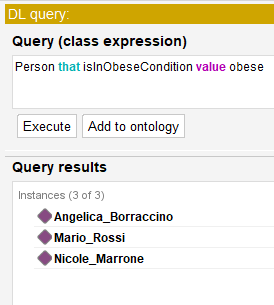 DL query:
Query (class expression)
Person that isInObeseCondition value obese
Execute Add to ontology
Query results
Instances (3 of 3)
Angelica_Borraccino
Mario_Rossi
Nicole_Marrone